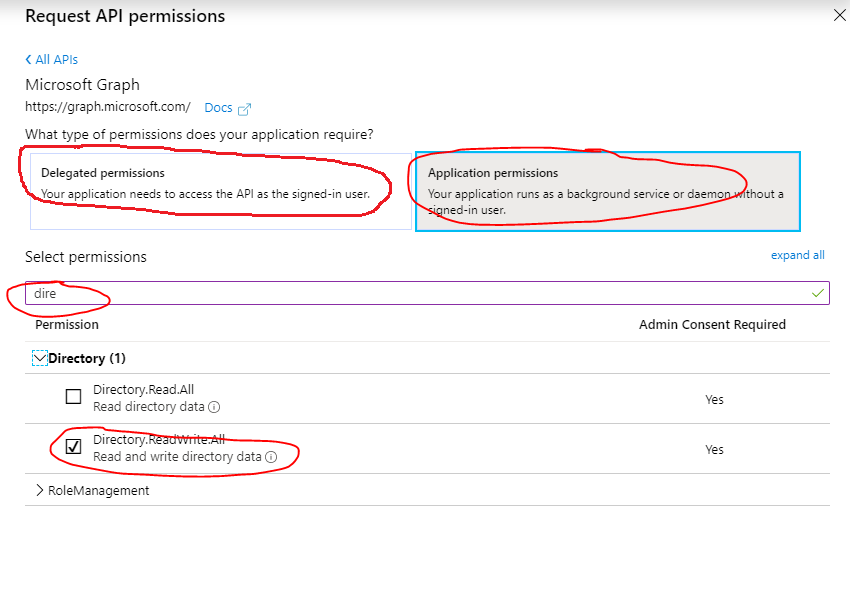 Request API permissions
All APIs
Microsoft Graph
https://graph.microsoft.com/ Docs
What type of permissions does your application require?
Delegated permissions
Your application needs to access the API as the signed-in user.
Application permissions
Your application runs as a background service or daemon without a
signed-in user.
Select permissions
expand all
dire
Permission
Admin Consent Required
Directory (1)
Directory.Read.All
Read directory data
Yes
Directory.ReadWrite.All
Read and write directory data
Yes
RoleManagement